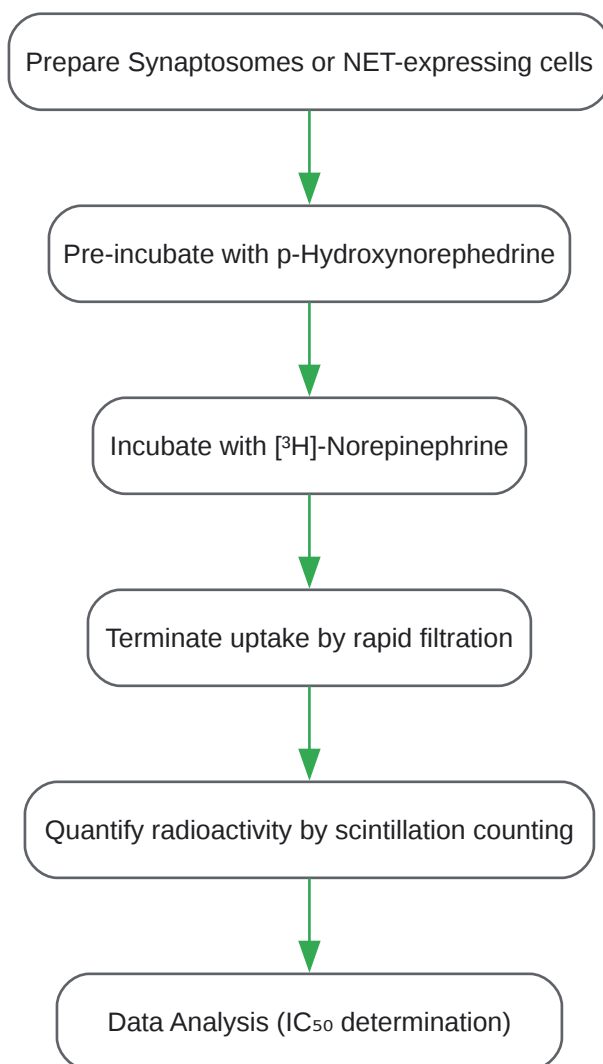 Prepare Synaptosomes or NET-expressing cells
Pre-incubate with p-Hydroxynorephedrine
Incubate with [³H]-Norepinephrine
Terminate uptake by rapid filtration
Quantify radioactivity by scintillation counting
Data Analysis (IC₅₀ determination)